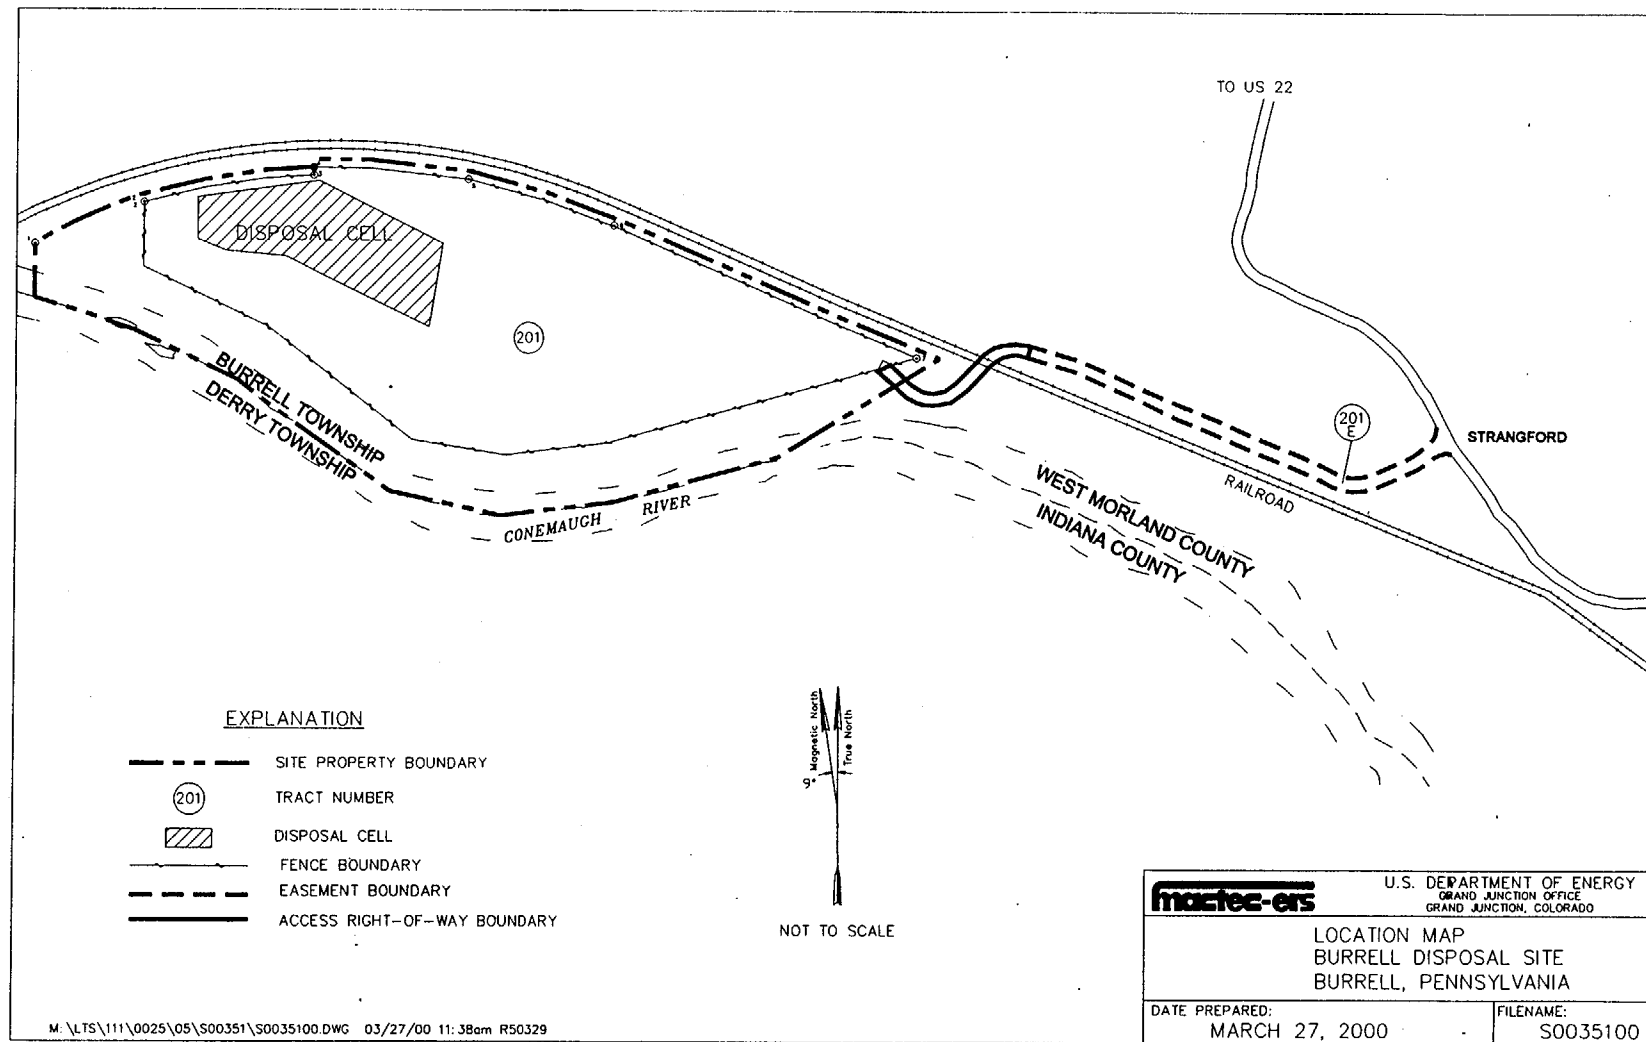 TO US 22
DISPOSAL CELL
201
BURRELL TOWNSHIP
DERRY TOWNSHIP
CONEMAUGH RIVER
201
E
STRANGFORD
RAILROAD
WEST MORLAND COUNTY
INDIANA COUNTY
EXPLANATION
SITE PROPERTY BOUNDARY
201 TRACT NUMBER
DISPOSAL CELL
FENCE BOUNDARY
EASEMENT BOUNDARY
ACCESS RIGHT-OF-WAY BOUNDARY
Magnetic North
True North
9°
NOT TO SCALE
mactec-ers
U.S. DEPARTMENT OF ENERGY
GRAND JUNCTION OFFICE
GRAND JUNCTION, COLORADO
LOCATION MAP
BURRELL DISPOSAL SITE
BURRELL, PENNSYLVANIA
DATE PREPARED:
MARCH 27, 2000
FILENAME:
S0035100
M:\LTS\111\0025\05\S00351\S0035100.DWG 03/27/00 11:38am R50329